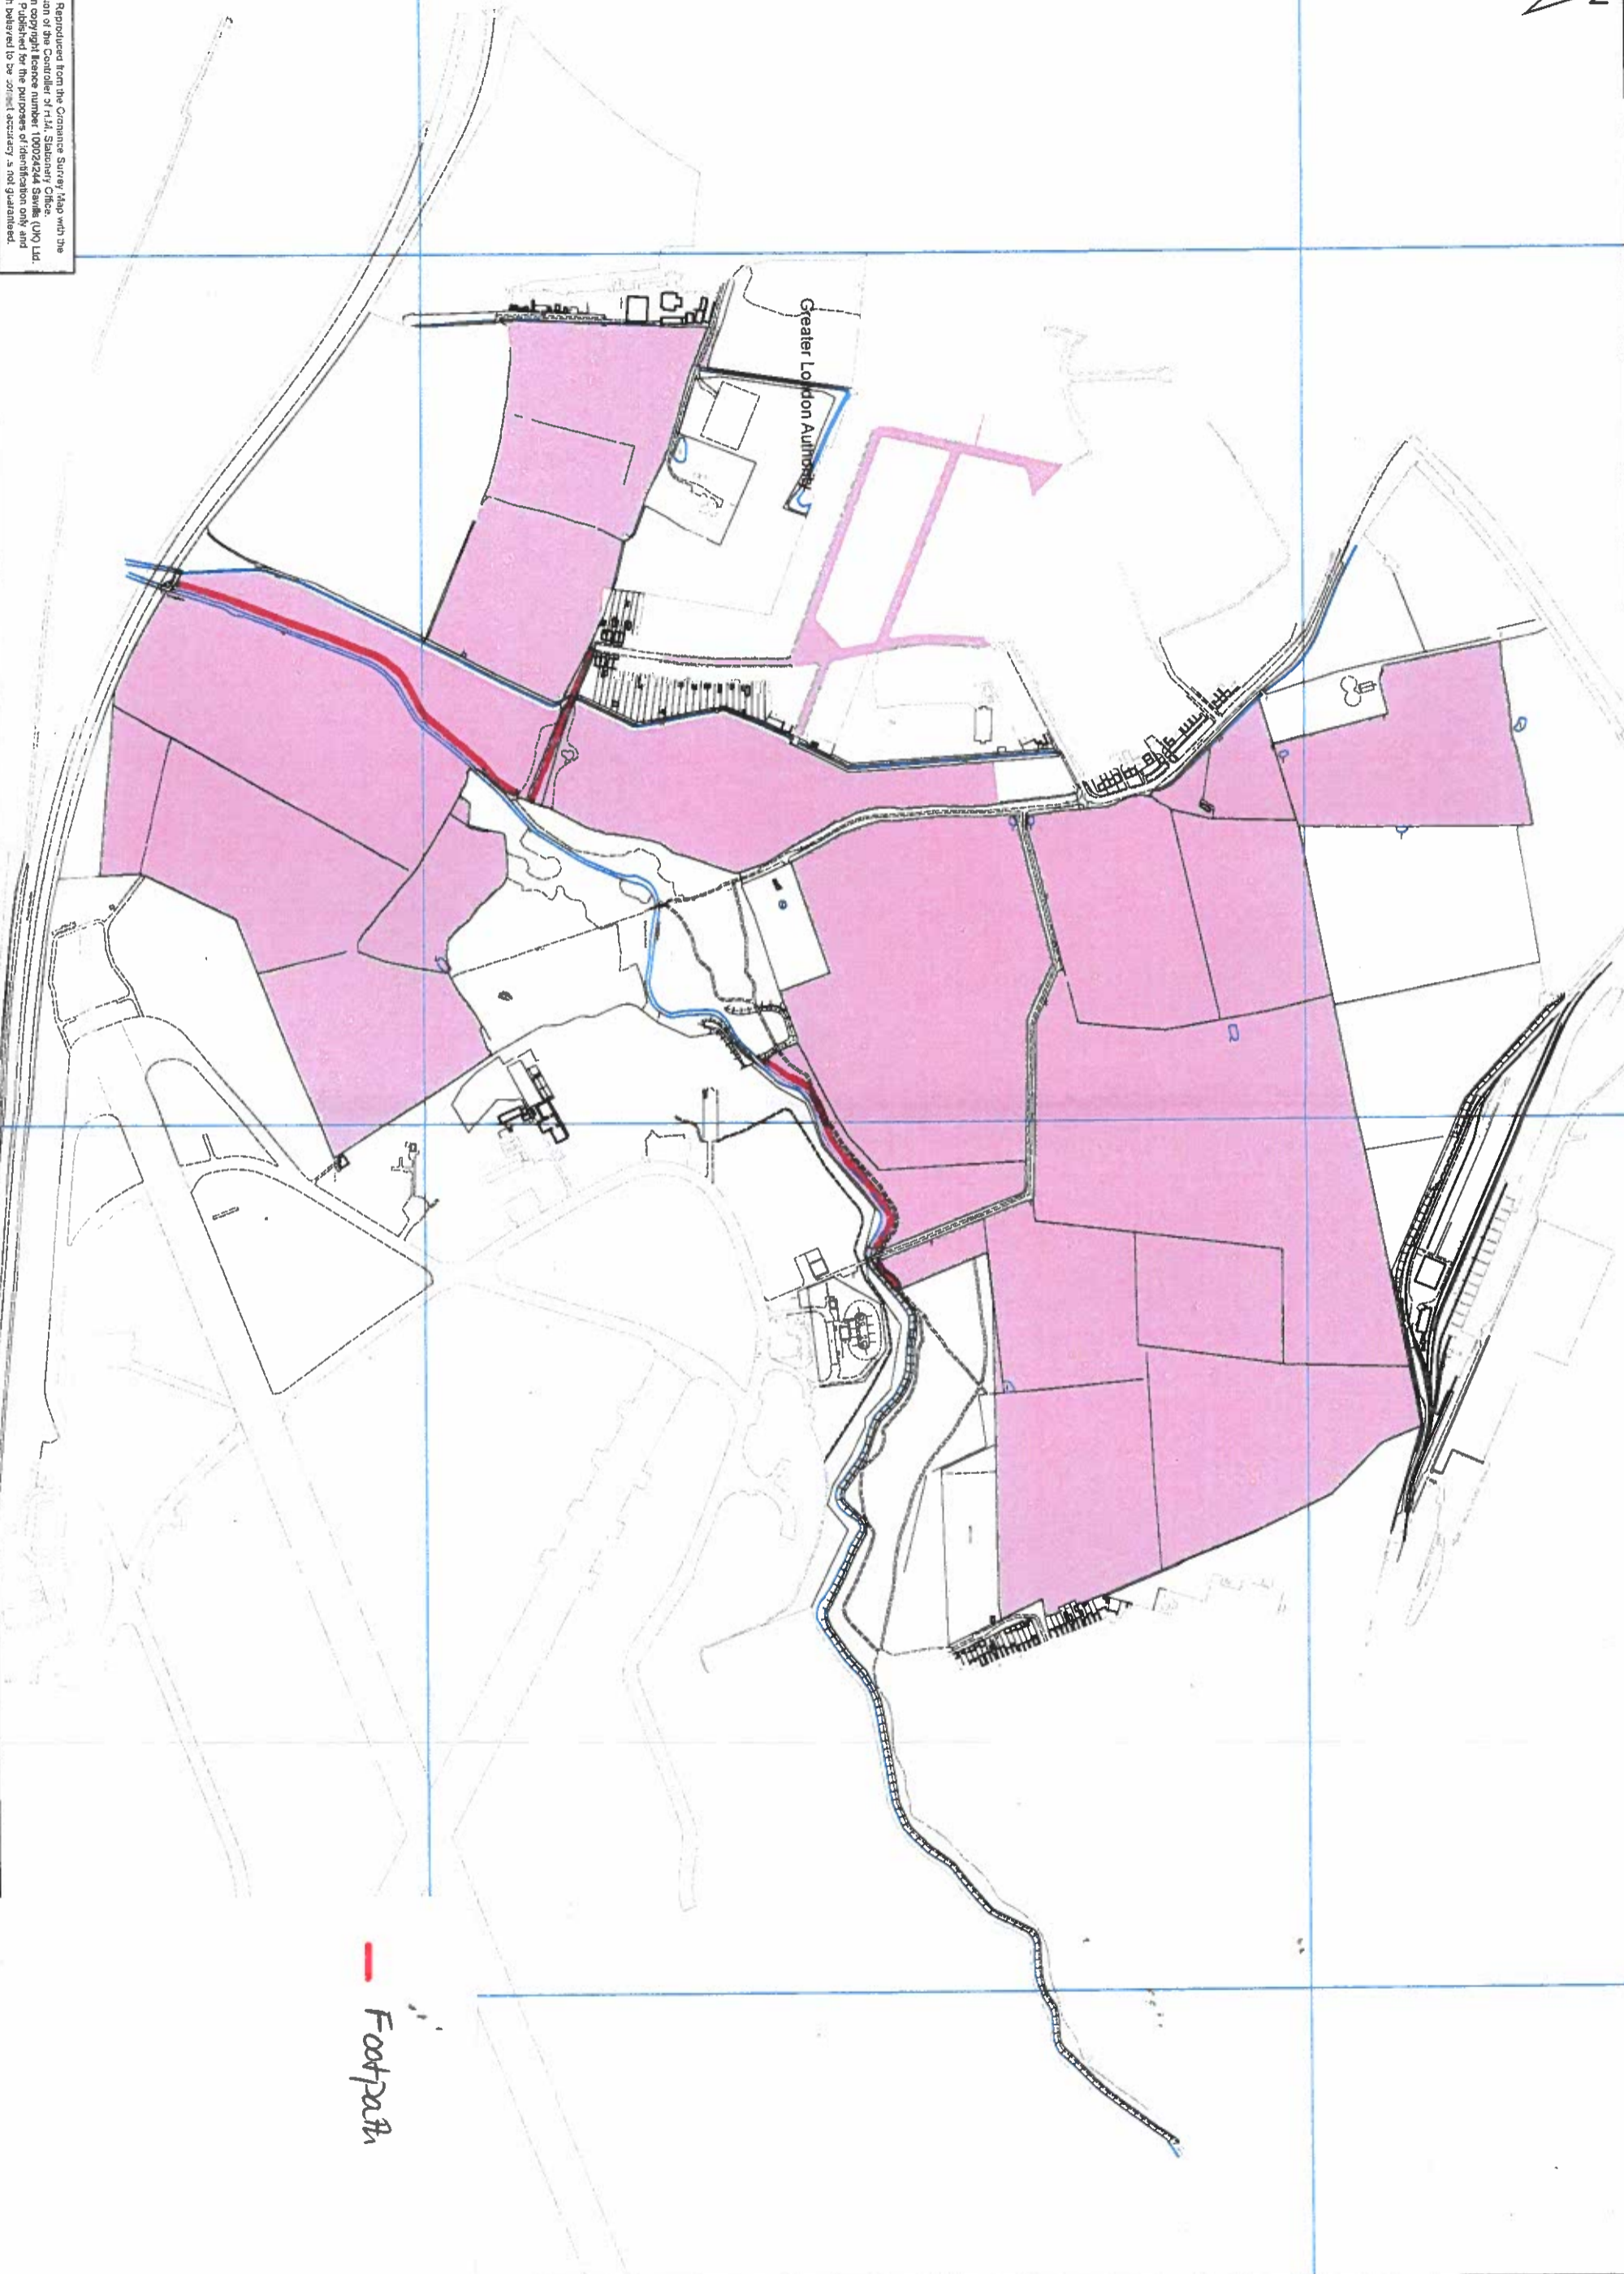 Reproduced from the Ordnance Survey Map with the
of the Controller of H.M. Stationery Office.
copyright licence number 100024244 Savills (UK) Ltd.
Published for the purposes of identification only and
believed to be correct accuracy is not guaranteed.
Greater London Authority
Footpath